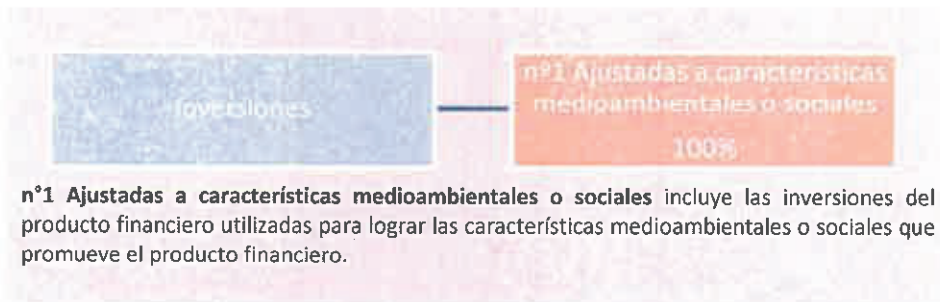 Inversiones
nº1 Ajustadas a características
medioambientales o sociales
100%
n°1 Ajustadas a características medioambientales o sociales incluye las inversiones del
producto financiero utilizadas para lograr las características medioambientales o sociales que
promueve el producto financiero.